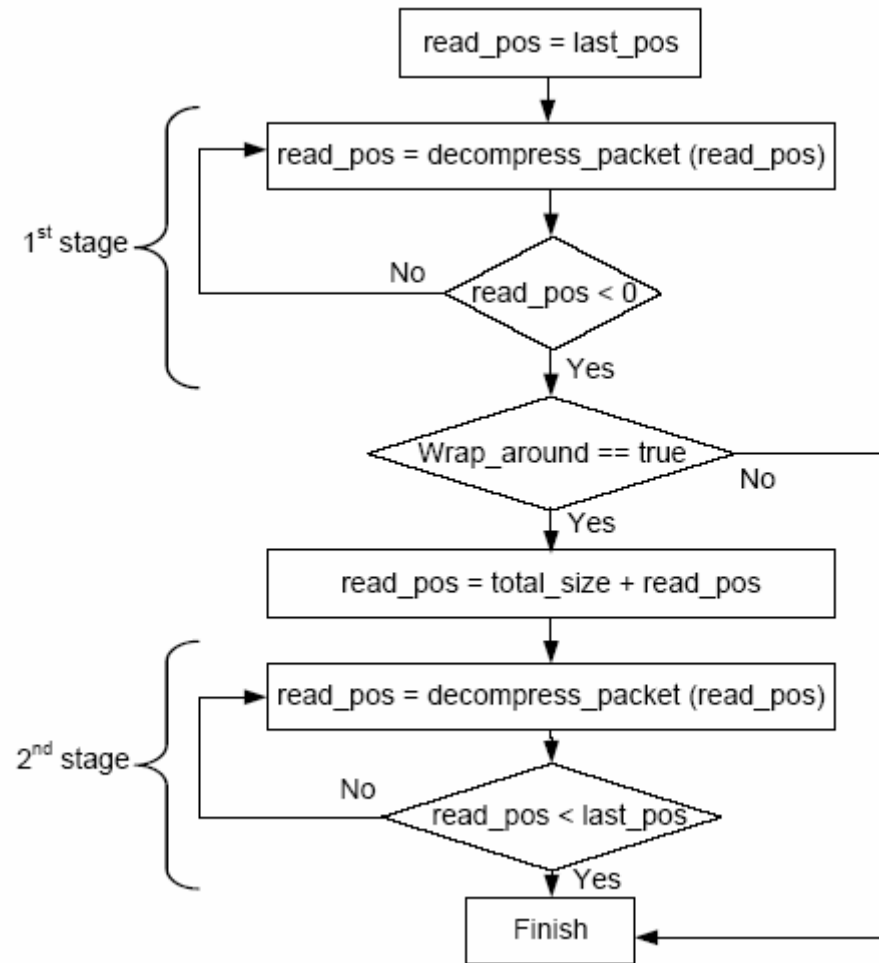 read_pos = last_pos
read_pos = decompress_packet (read_pos)
1st stage
No
read_pos < 0
Yes
Wrap_around == true
No
Yes
read_pos = total_size + read_pos
read_pos = decompress_packet (read_pos)
2nd stage
No
read_pos < last_pos
Yes
Finish